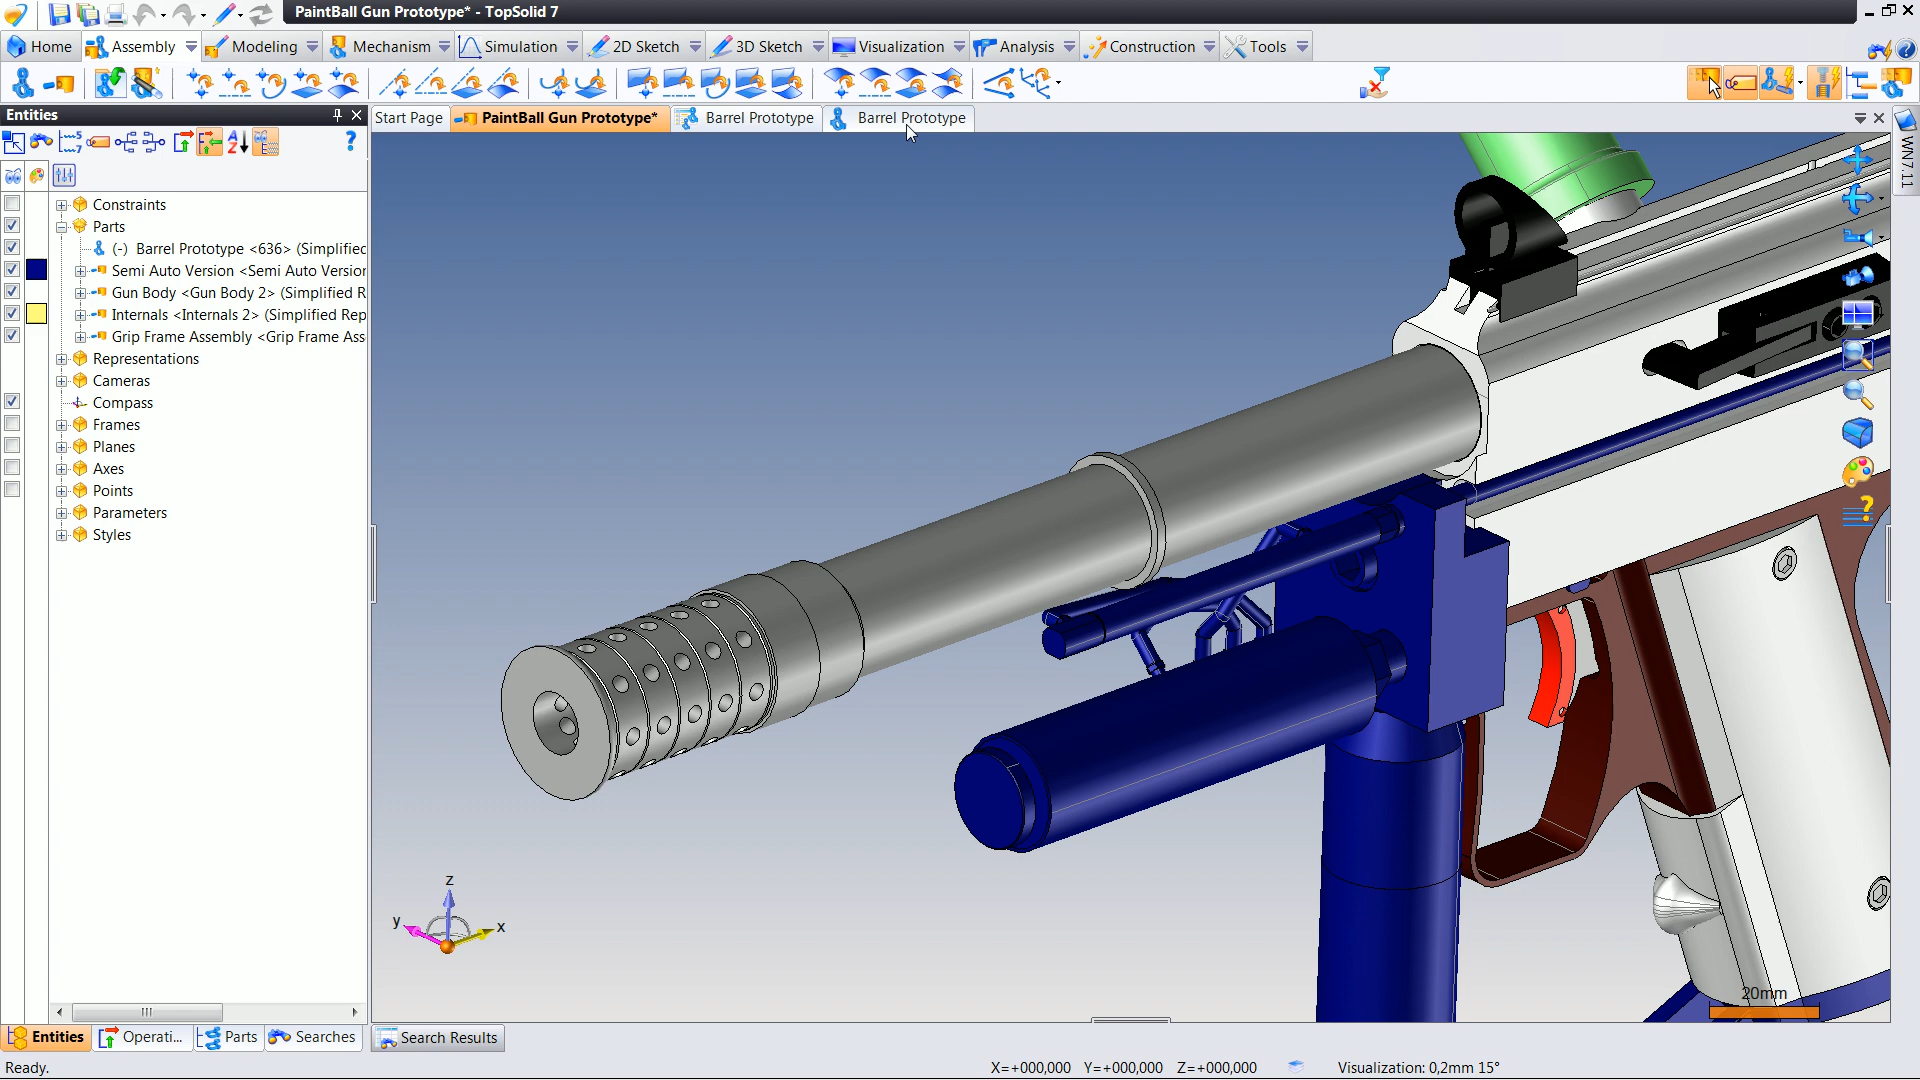 PaintBall Gun Prototype* - TopSolid 7
Home Assembly Modeling Mechanism Simulation 2D Sketch 3D Sketch Visualization Analysis Construction Tools
Entities
Start Page PaintBall Gun Prototype* Barrel Prototype Barrel Prototype
WN7.11
Constraints
Parts
(-) Barrel Prototype <636> (Simplified
Semi Auto Version <Semi Auto Version
Gun Body <Gun Body 2> (Simplified R
Internals <Internals 2> (Simplified Rep
Grip Frame Assembly <Grip Frame Ass
Representations
Cameras
Compass
Frames
Planes
Axes
Points
Parameters
Styles
z
y
x
20mm
Entities Operati... Parts Searches Search Results
Ready. X=+000,000 Y=+000,000 Z=+000,000 Visualization: 0,2mm 15°